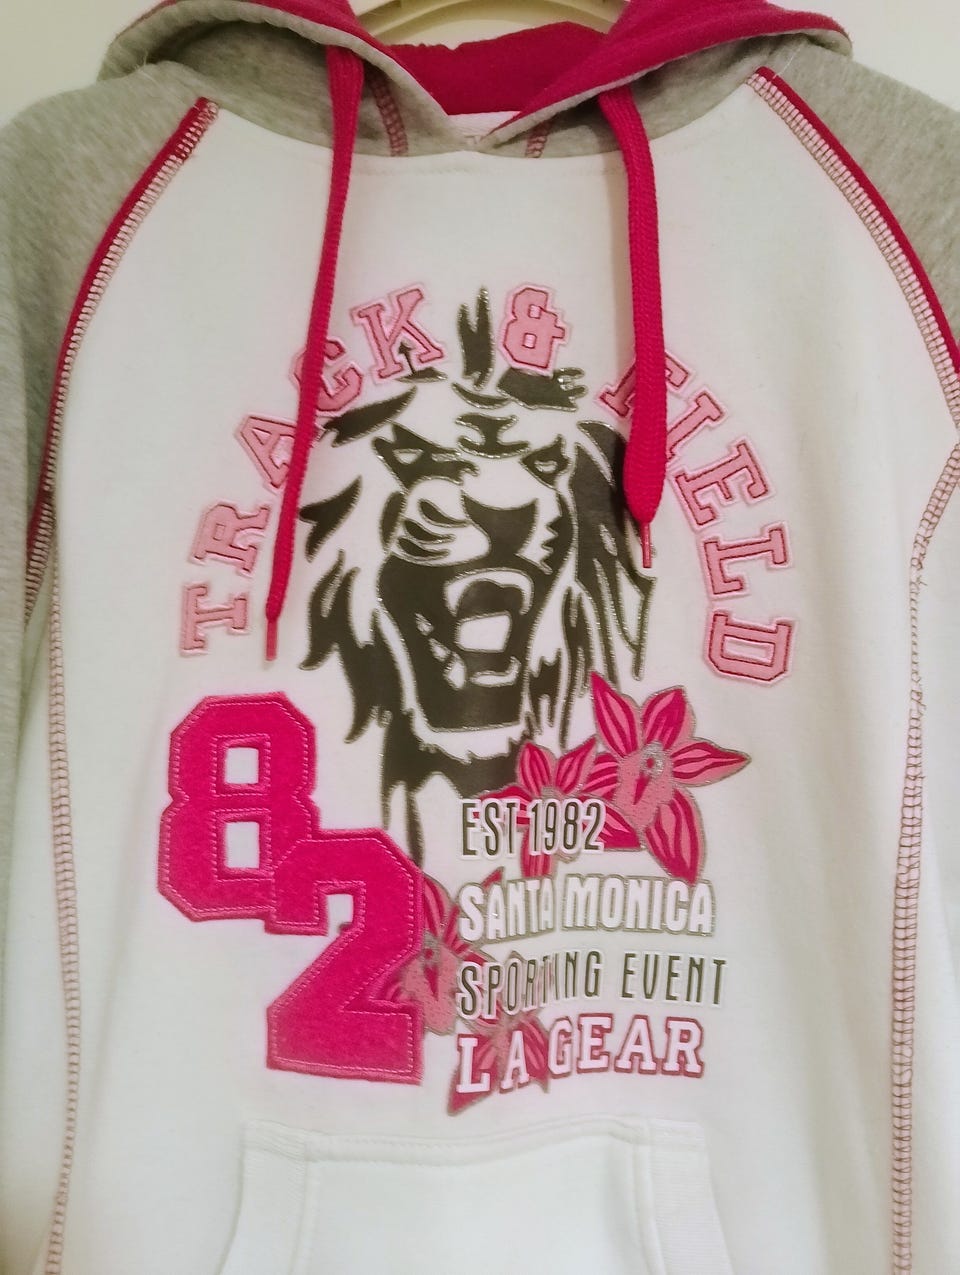 TRACK & FIELD
82
EST 1982
SANTA MONICA
SPORTING EVENT
LA GEAR